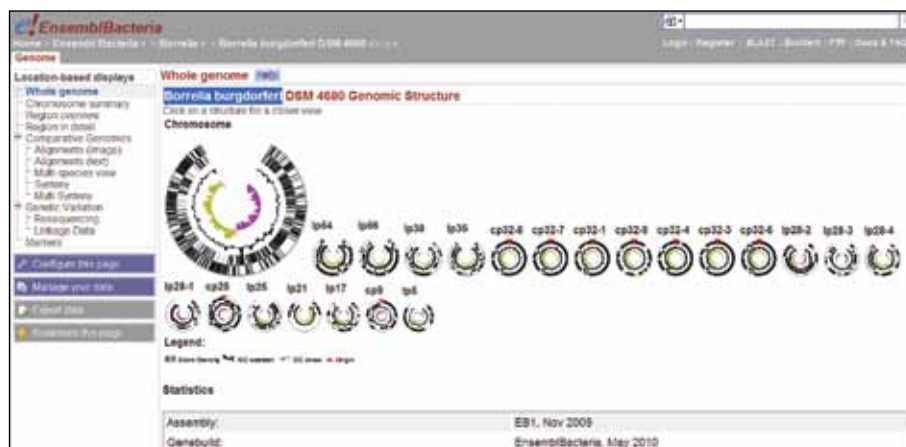 e! EnsemblBacteria
Home Ensembl Bacteria Borrelia Borrelia burgdorferi DSM 4680
Login · Register · BLAST · BioMart · FTP · Docs & FAQs
Genome
Location-based displays
Whole genome
Chromosome summary
Region overview
Region in detail
Comparative Genomics
Alignments (image)
Alignments (text)
Multi-species view
Synteny
Multi Synteny
Genetic Variation
Resequencing
Linkage Data
Markers
Configure this page
Manage your data
Export data
Bookmark this page
Whole genome help
Borrelia burgdorferi DSM 4680 Genomic Structure
Click on a structure for a closer view
Chromosome
lp54 lp56 lp38 lp36 cp32-8 cp32-7 cp32-1 cp32-9 cp32-4 cp32-3 cp32-6 lp28-2 lp28-3 lp28-4
lp28-1 cp26 lp25 lp21 lp17 cp9 lp5
Legend:
Statistics
Assembly: EB1, Nov 2009
Genebuild: EnsemblBacteria, May 2010